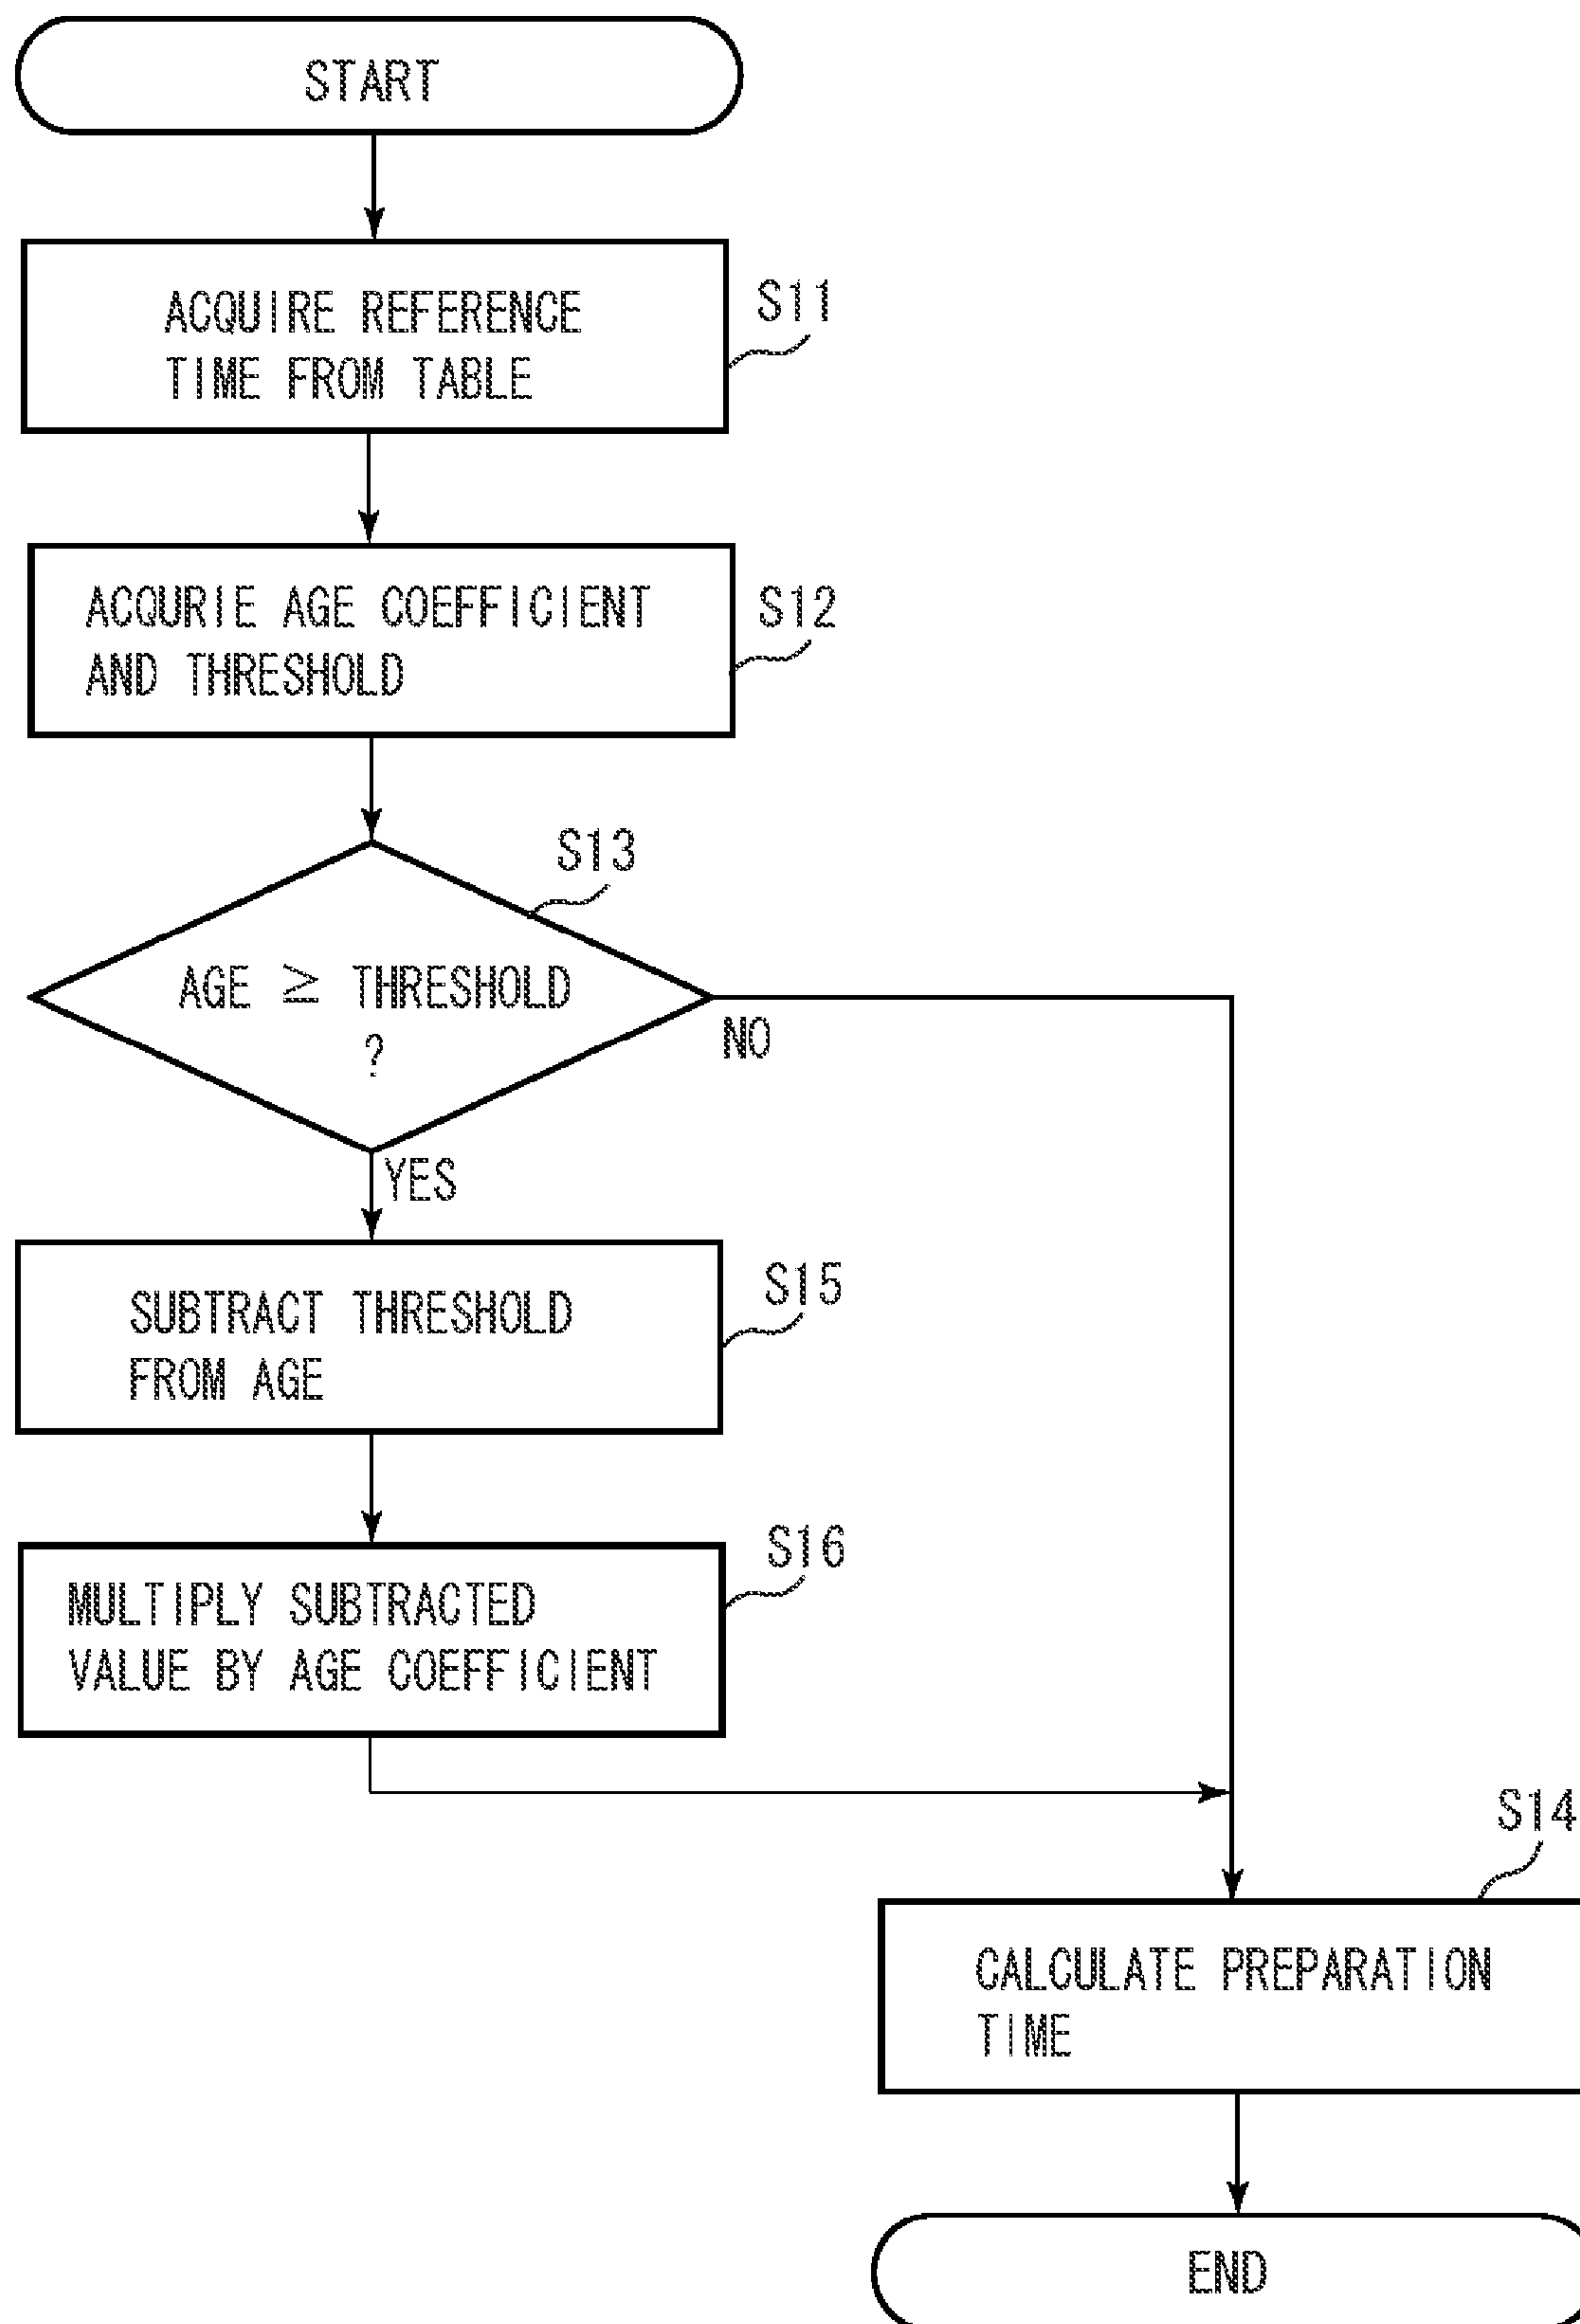 START
ACQUIRE REFERENCE
TIME FROM TABLE
S11
ACQURIE AGE COEFFICIENT
AND THRESHOLD
S12
S13
AGE ≧ THRESHOLD
?
NO
YES
SUBTRACT THRESHOLD
FROM AGE
S15
MULTIPLY SUBTRACTED
VALUE BY AGE COEFFICIENT
S16
S14
CALCULATE PREPARATION
TIME
END